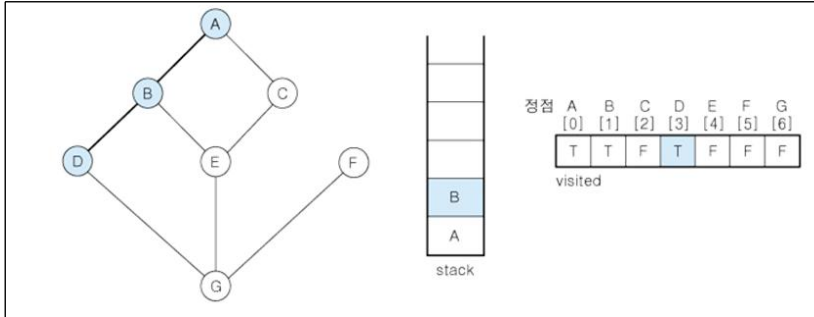 A
B
C
D
E
F
G
B
A
stack
정점 A B C D E F G
[0] [1] [2] [3] [4] [5] [6]
T T F T F F F
visited